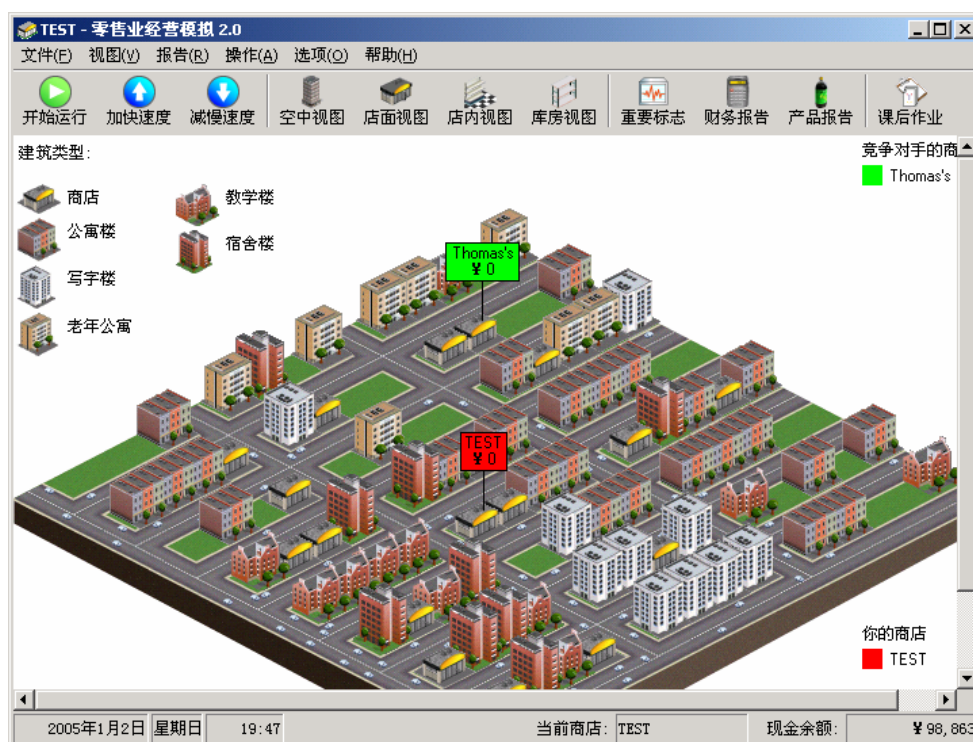 TEST - 零售业经营模拟 2.0
文件(F) 视图(V) 报告(R) 操作(A) 选项(O) 帮助(H)
开始运行 加快速度 减慢速度 空中视图 店面视图 店内视图 库房视图 重要标志 财务报告 产品报告 课后作业
建筑类型:
竞争对手的商
Thomas's
商店
教学楼
公寓楼
宿舍楼
写字楼
老年公寓
Thomas's
¥ 0
TEST
¥ 0
你的商店
TEST
2005年1月2日 星期日 19:47 当前商店: TEST 现金余额: ¥ 98,863